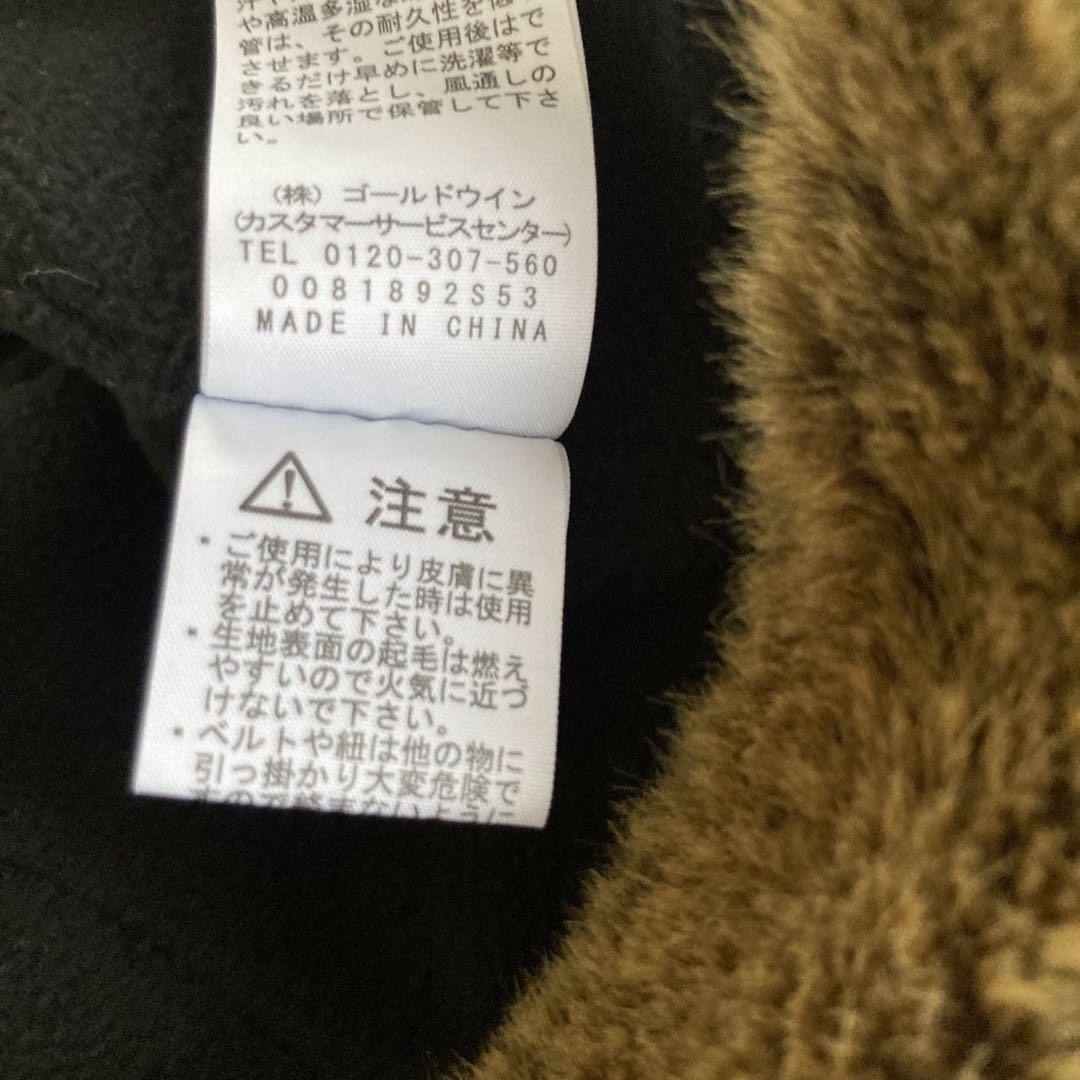 や高温多湿な
管は、その耐久性を低
させます。ご使用後はで
きるだけ早めに洗濯等で
汚れを落とし、風通しの
良い場所で保管して下さ
い。
(株) ゴールドウイン
(カスタマーサービスセンター)
TEL 0120-307-560
0081892S53
MADE IN CHINA
注意
・ご使用により皮膚に異
常が発生した時は使用
を止めて下さい。
・生地表面の起毛は燃え
やすいので火気に近づ
けないで下さい。
・ベルトや紐は他の物に
引っ掛かり大変危険で